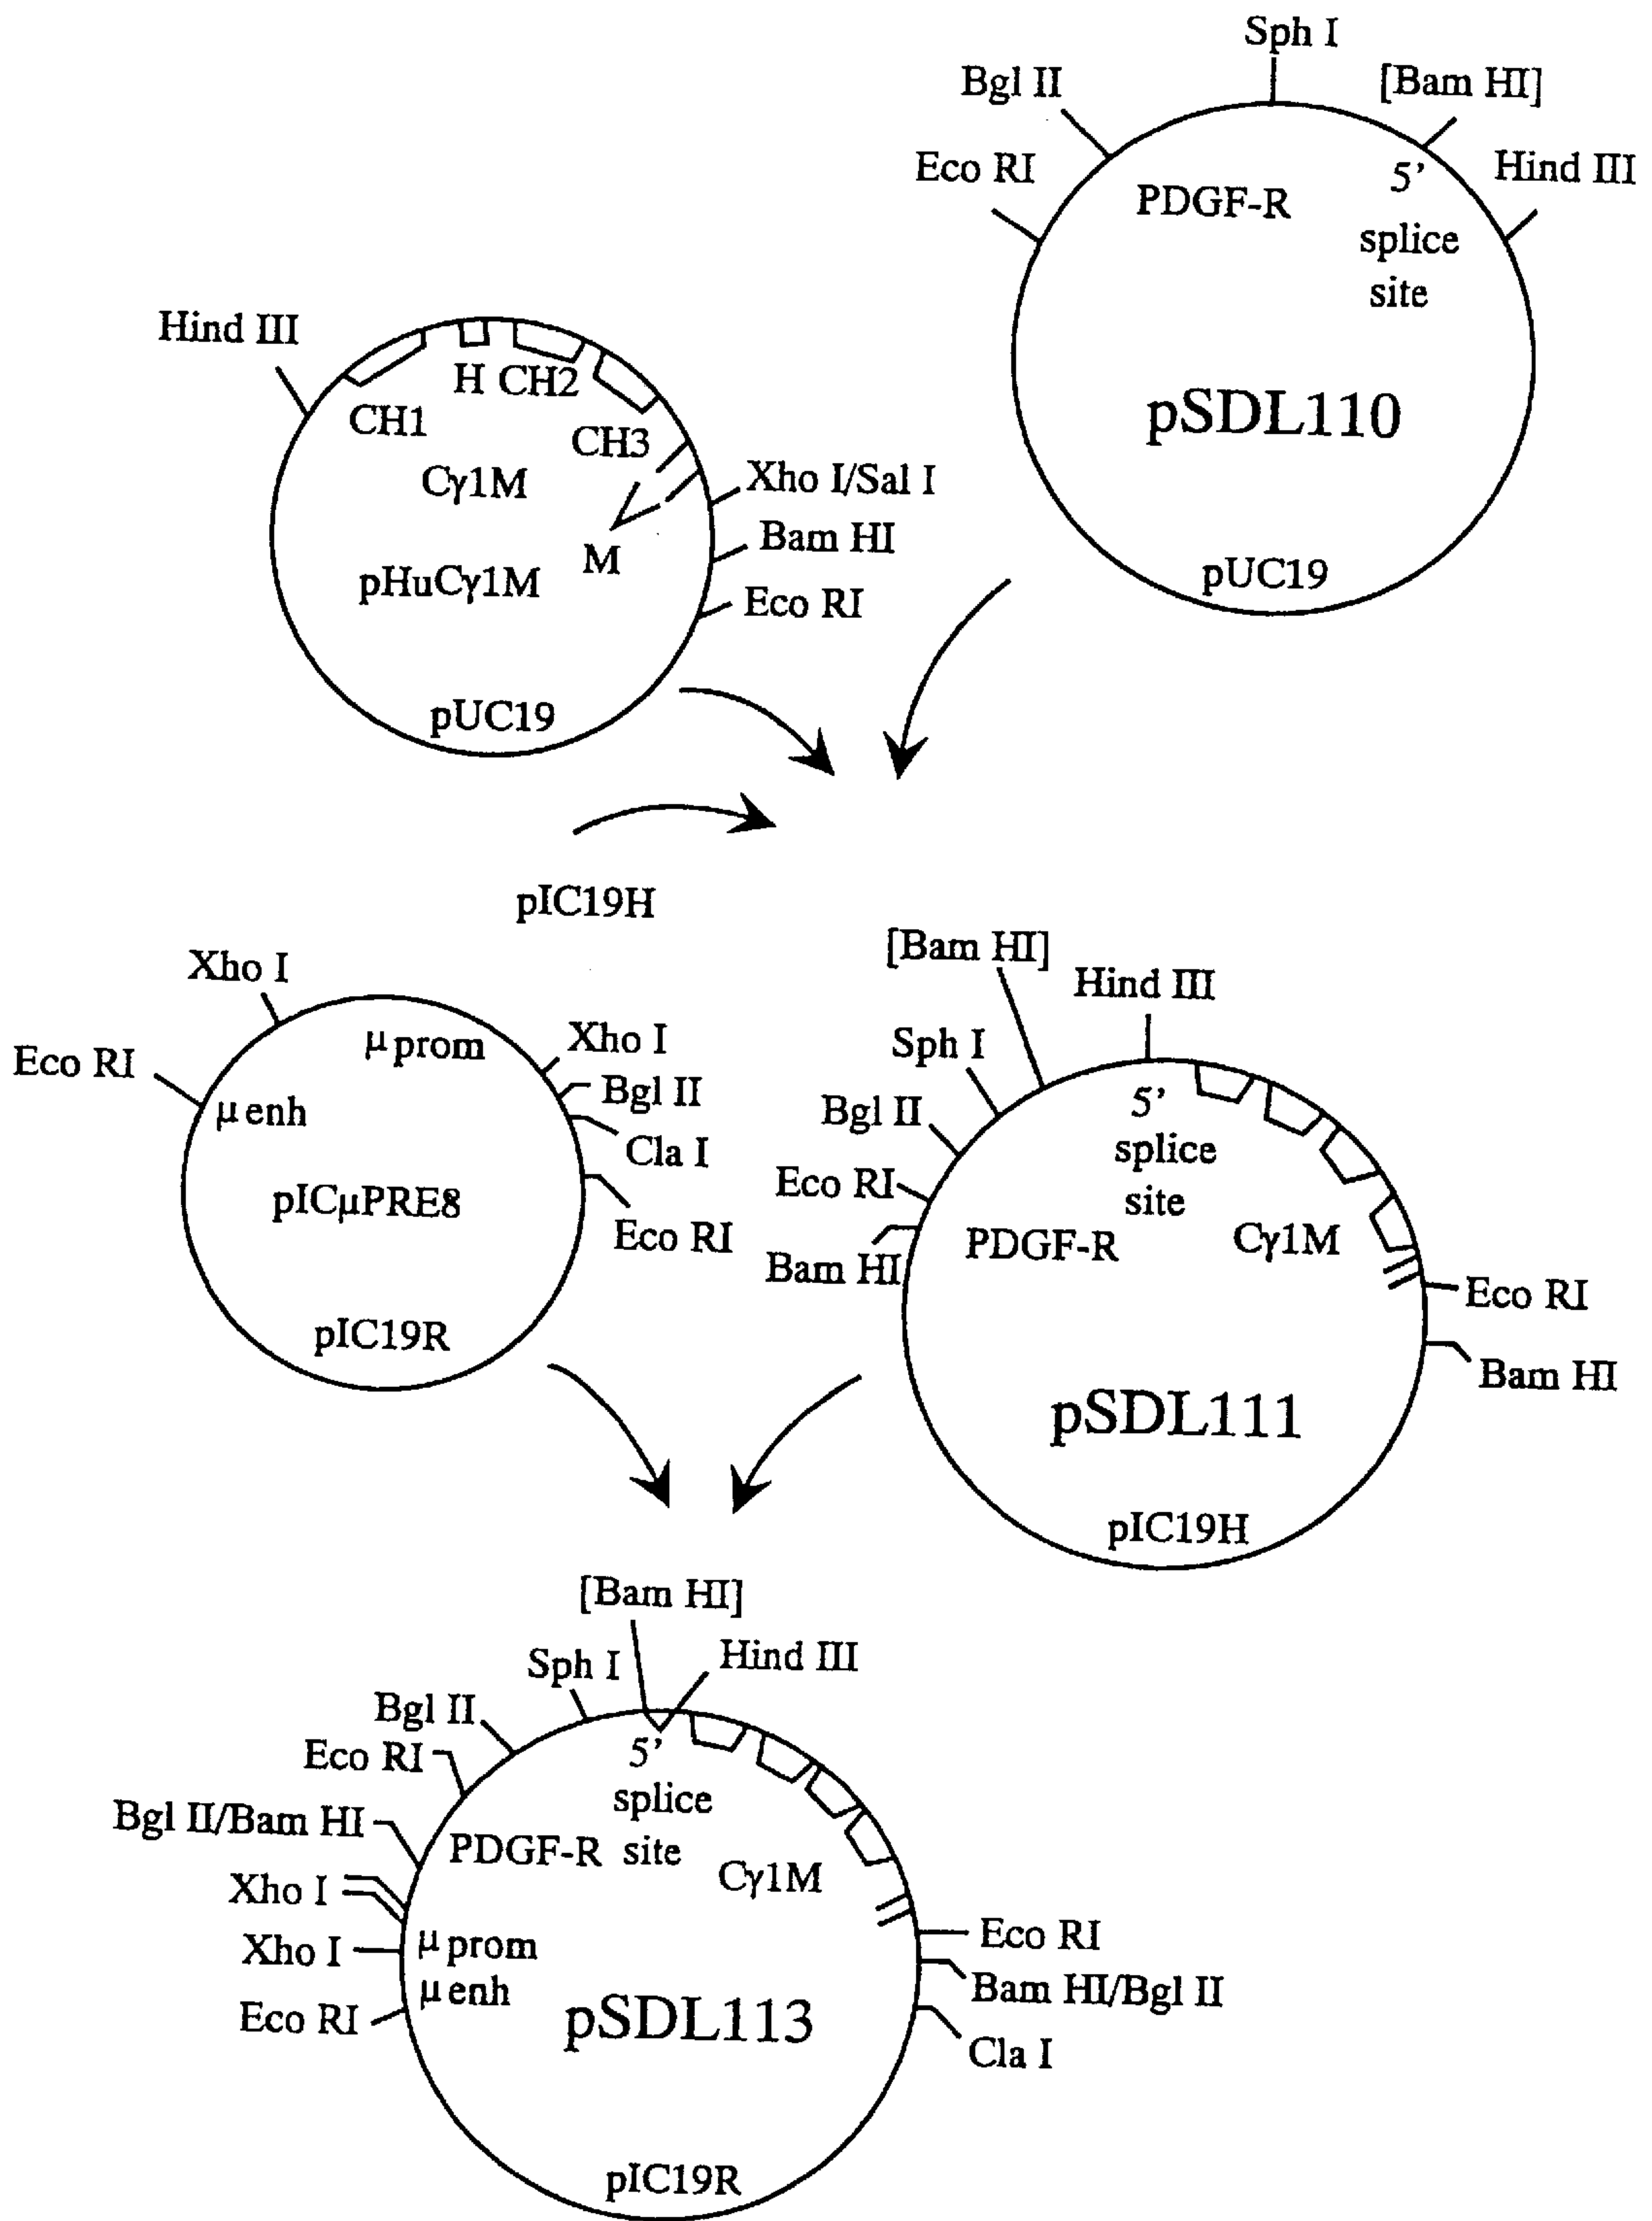 Sph I
Bgl II
[Bam HI]
Eco RI
Hind III
PDGF-R
5’
splice
site
pSDL110
pUC19
Hind III
H CH2
CH1
CH3
Cγ1M
Xho I/Sal I
M
Bam HI
pHuCγ1M
Eco RI
pUC19
pIC19H
Xho I
μ prom
Xho I
Eco RI
μ enh
Bgl II
Cla I
pICμPRE8
Eco RI
pIC19R
[Bam HI]
Hind III
Sph I
5’
Bgl II
splice
Eco RI
site
PDGF-R
Cγ1M
Bam HI
Eco RI
Bam HI
pSDL111
pIC19H
[Bam HI]
Sph I
Hind III
Bgl II
5’
Eco RI
splice
Bgl II/Bam HI
PDGF-R site
Cγ1M
Xho I
Eco RI
Xho I
μ prom
Bam HI/Bgl II
μ enh
Eco RI
pSDL113
Cla I
pIC19R